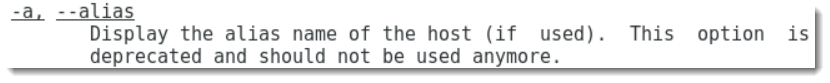 -a, --alias
Display the alias name of the host (if used). This option is
deprecated and should not be used anymore.